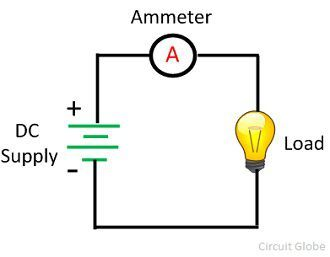 Ammeter
A
+
DC
Supply
-
Load
Circuit Globe